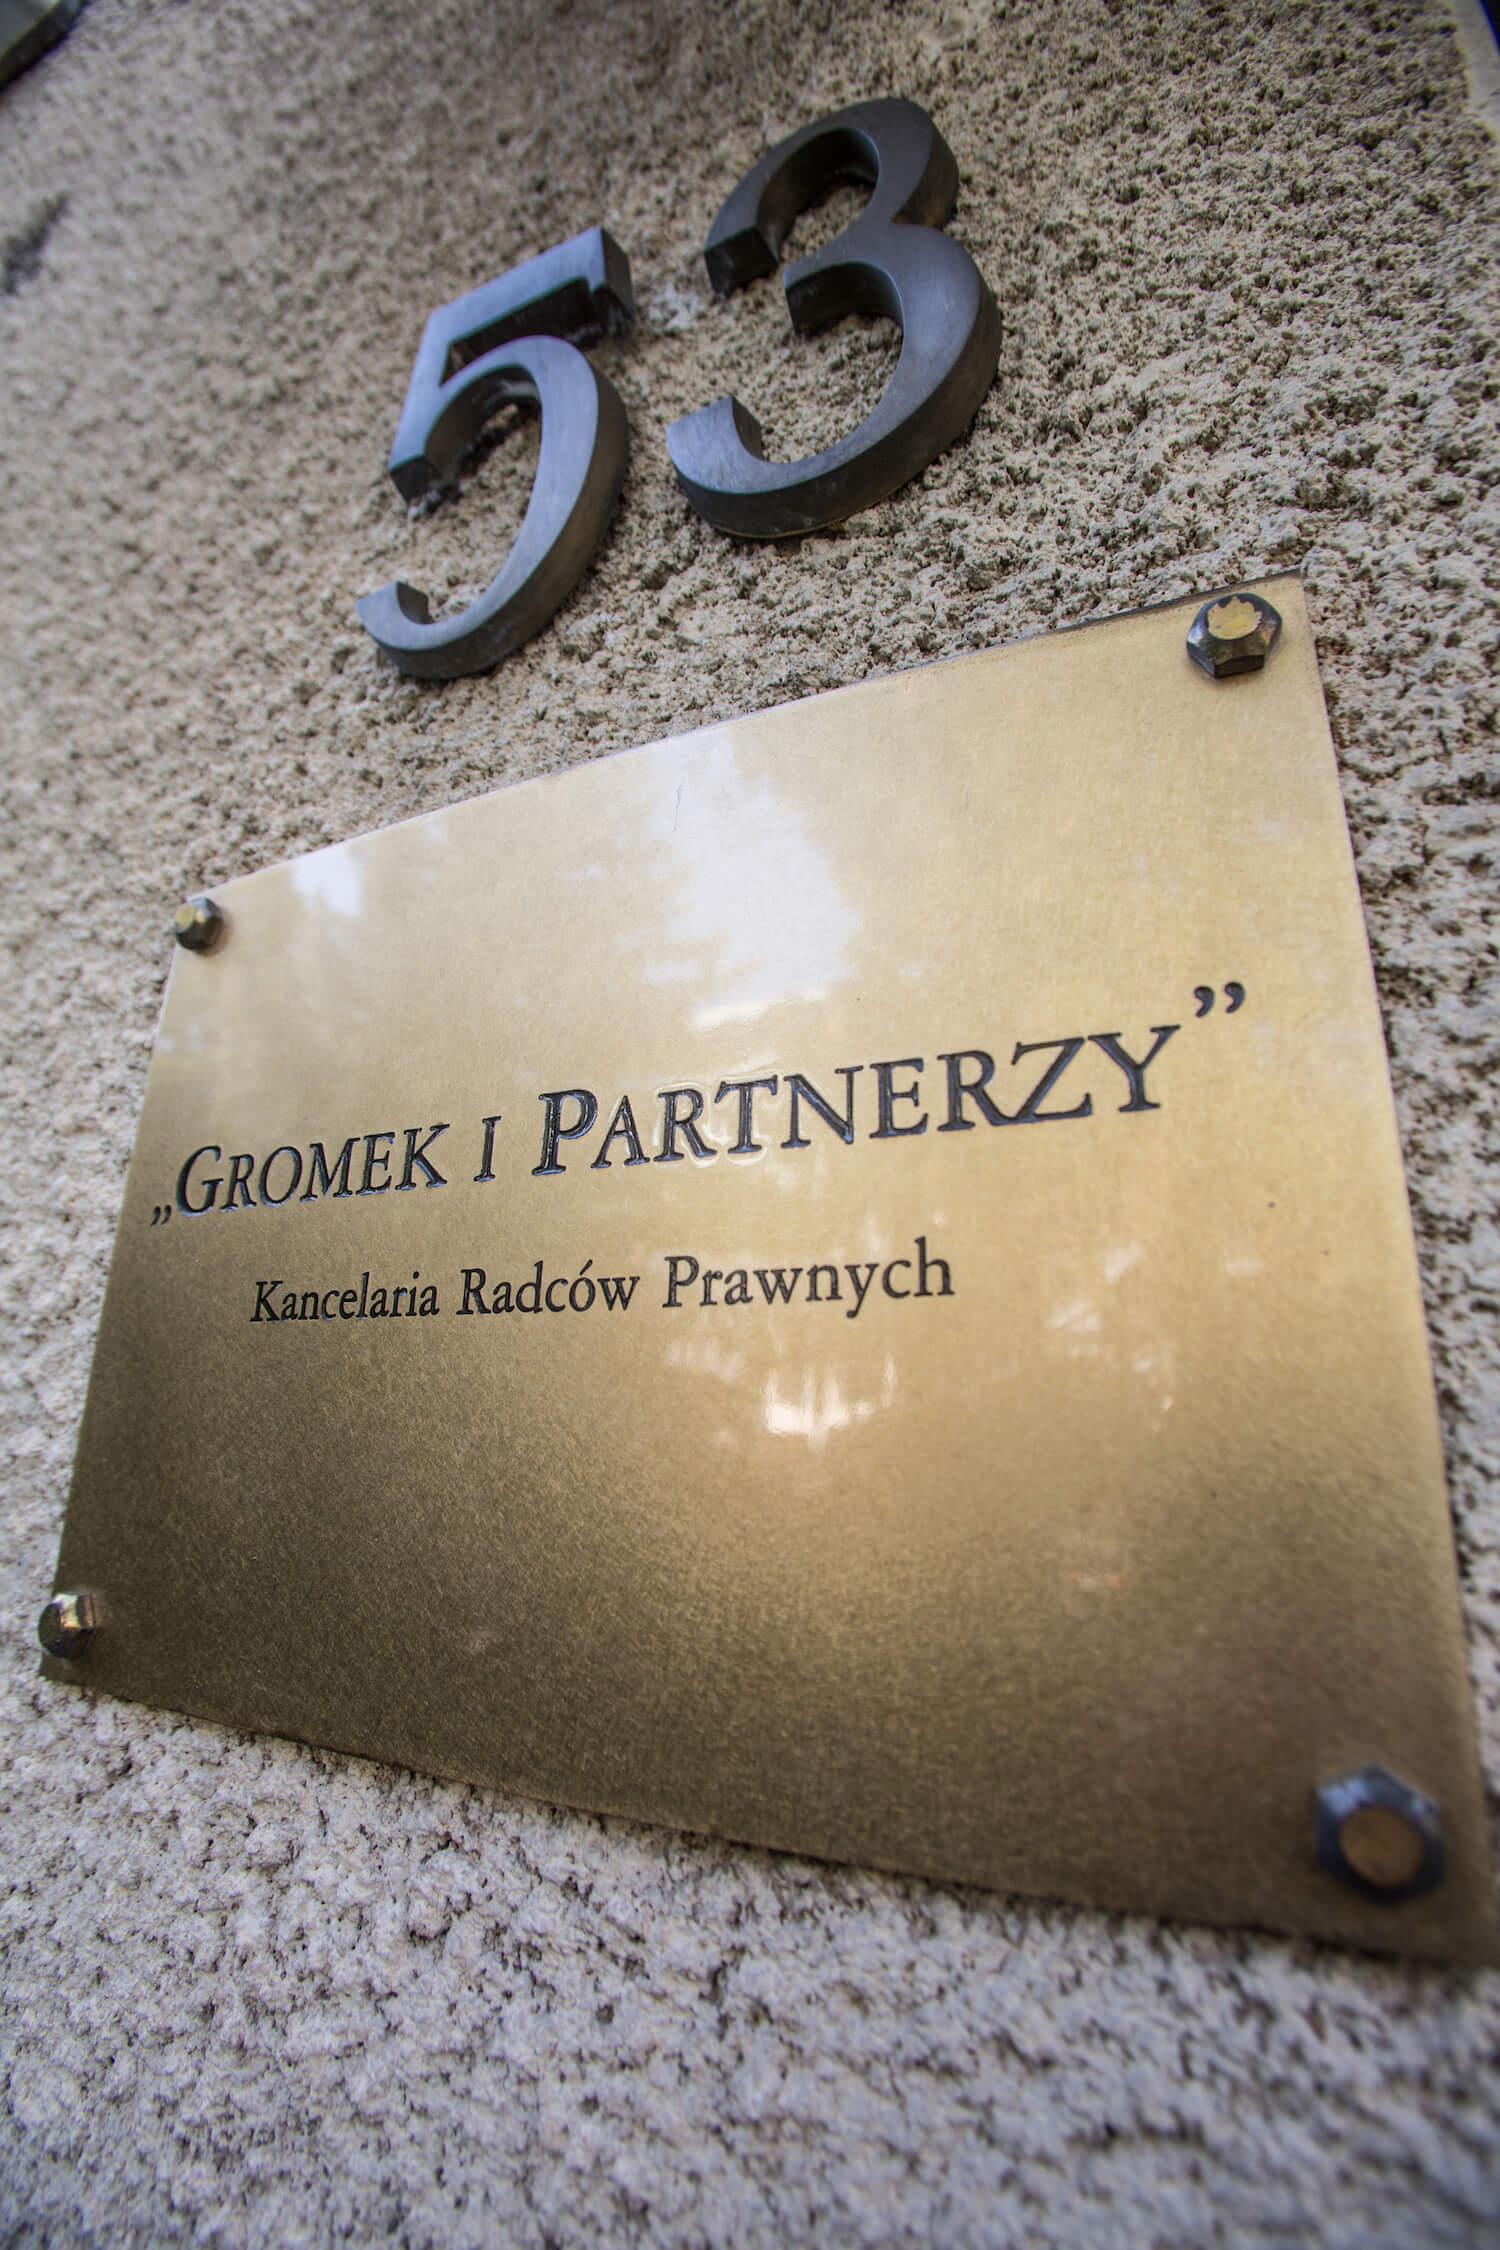 53
„GROMEK I PARTNERZY”
Kancelaria Radców Prawnych